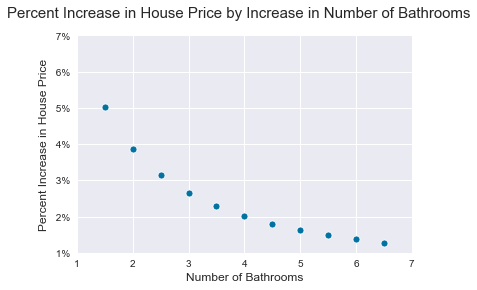 Percent Increase in House Price by Increase in Number of Bathrooms
7%
6%
5%
4%
3%
2%
1%
Percent Increase in House Price
1 2 3 4 5 6 7
Number of Bathrooms